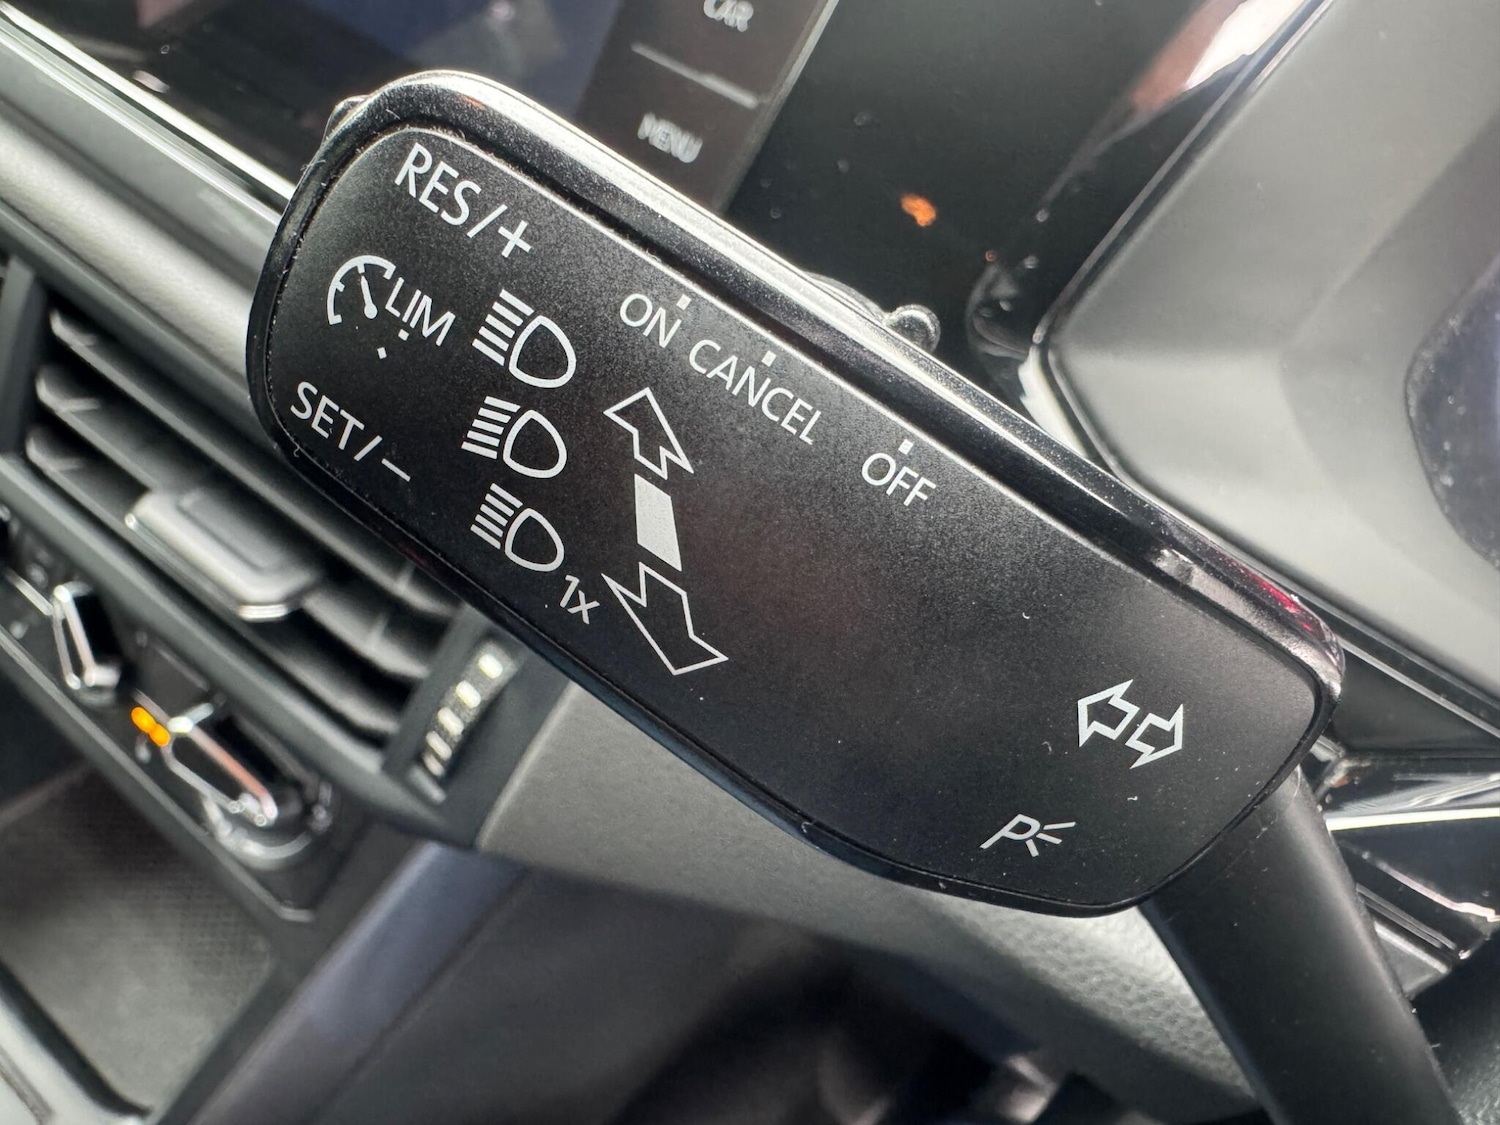 CAR
MENU
RES/+
LIM
SET/−
ON
CANCEL
OFF
1x
P